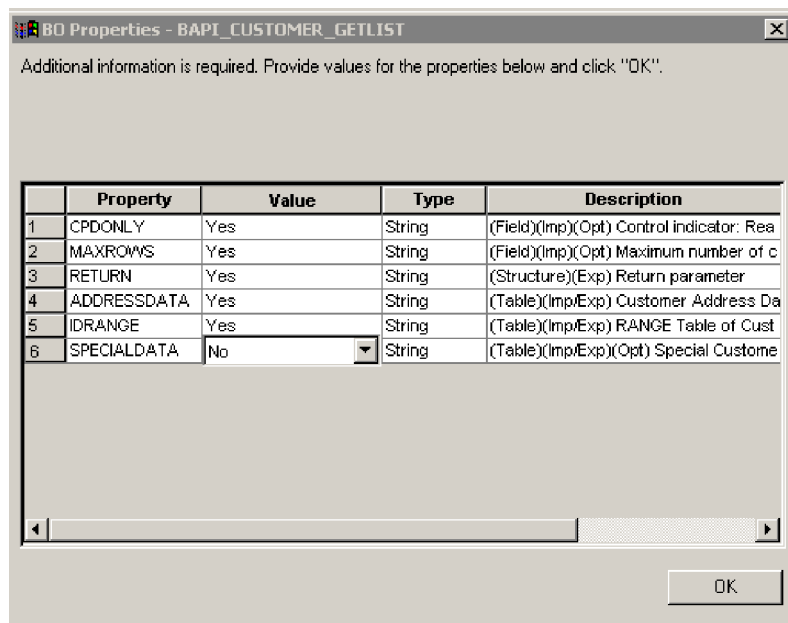 BO Properties - BAPI_CUSTOMER_GETLIST
Additional information is required. Provide values for the properties below and click "OK".
Property Value Type Description
1 CPDONLY Yes String (Field)(Imp)(Opt) Control indicator: Rea
2 MAXROWS Yes String (Field)(Imp)(Opt) Maximum number of c
3 RETURN Yes String (Structure)(Exp) Return parameter
4 ADDRESSDATA Yes String (Table)(Imp/Exp) Customer Address Da
5 IDRANGE Yes String (Table)(Imp/Exp) RANGE Table of Cust
6 SPECIALDATA No String (Table)(Imp/Exp)(Opt) Special Custome
OK